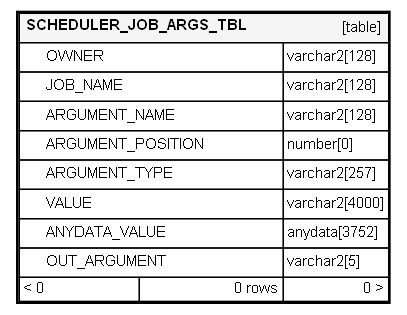 SCHEDULER_JOB_ARGS_TBL [table]
OWNER varchar2[128]
JOB_NAME varchar2[128]
ARGUMENT_NAME varchar2[128]
ARGUMENT_POSITION number[0]
ARGUMENT_TYPE varchar2[257]
VALUE varchar2[4000]
ANYDATA_VALUE anydata[3752]
OUT_ARGUMENT varchar2[5]
< 0 0 rows 0 >